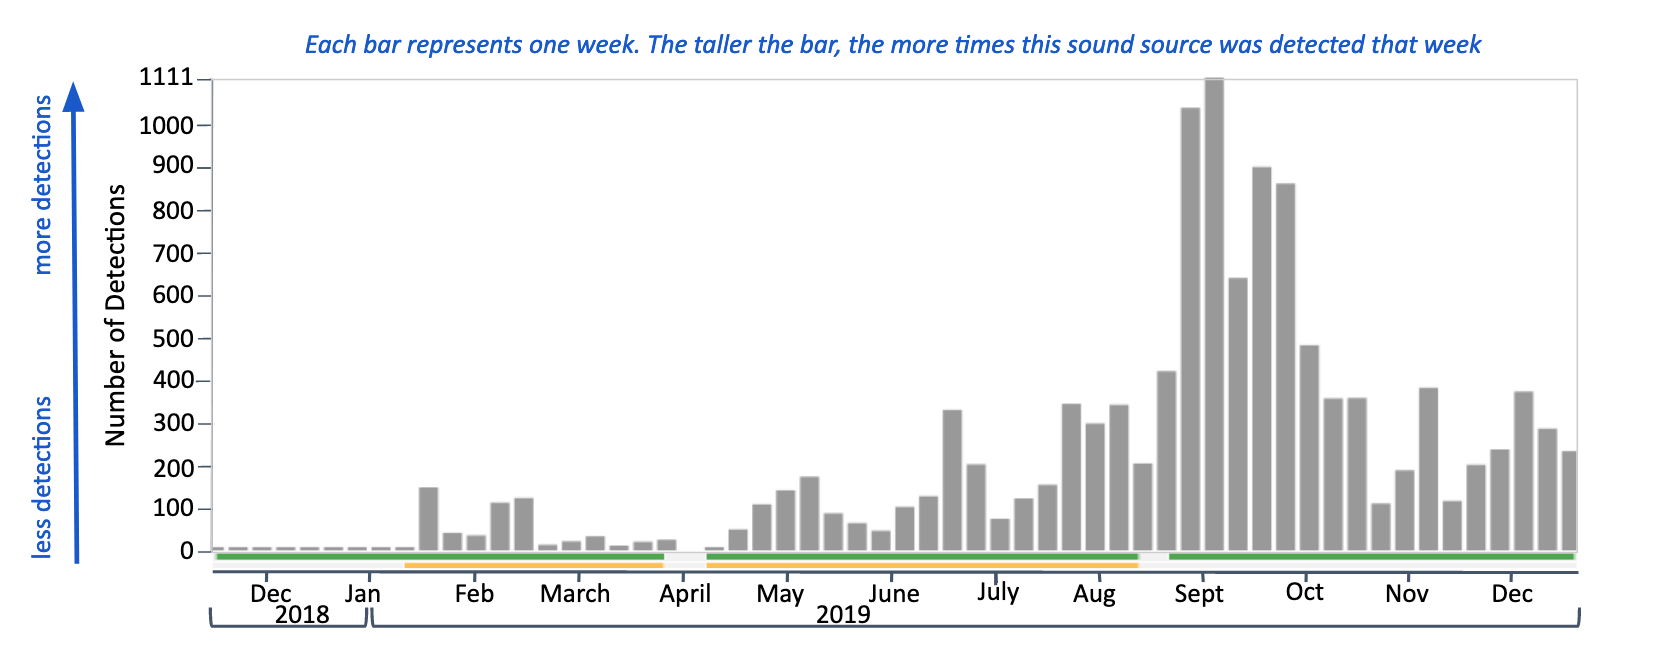 Each bar represents one week. The taller the bar, the more times this sound source was detected that week
more detections
less detections
Number of Detections
1111
1000
900
800
700
600
500
400
300
200
100
0
Dec Jan Feb March April May June July Aug Sept Oct Nov Dec
2018 2019